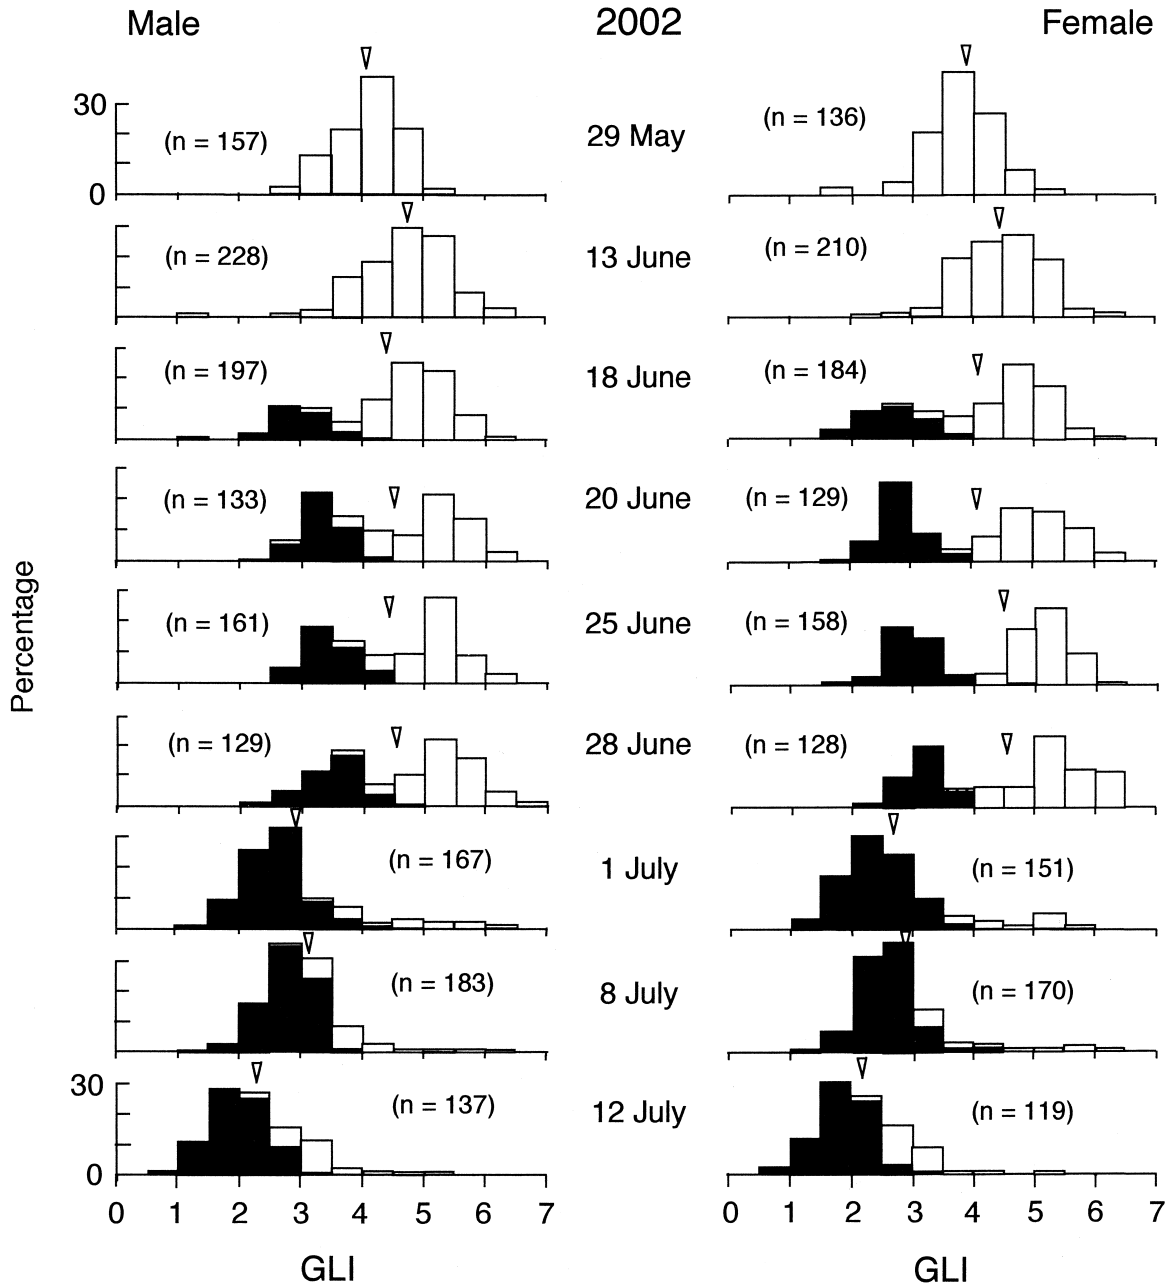 Male 2002 Female
30
(n = 157) 29 May (n = 136)
0
(n = 228) 13 June (n = 210)
(n = 197) 18 June (n = 184)
(n = 133) 20 June (n = 129)
Percentage
(n = 161) 25 June (n = 158)
(n = 129) 28 June (n = 128)
(n = 167) 1 July (n = 151)
(n = 183) 8 July (n = 170)
30
(n = 137) 12 July (n = 119)
0
0 1 2 3 4 5 6 7 0 1 2 3 4 5 6 7
GLI GLI